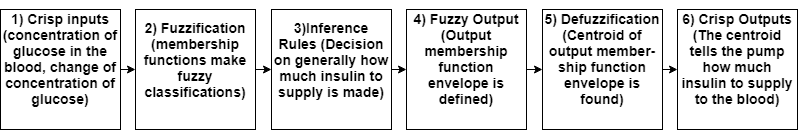 1) Crisp inputs
(concentration of
glucose in the
blood, change of
concentration of
glucose)
2) Fuzzification
(membership
functions make
fuzzy
classifications)
3)Inference
Rules (Decision
on generally how
much insulin to
supply is made)
4) Fuzzy Output
(Output
membership
function
envelope is
defined)
5) Defuzzification
(Centroid of
output member-
ship function
envelope is
found)
6) Crisp Outputs
(The centroid
tells the pump
how much
insulin to supply
to the blood)